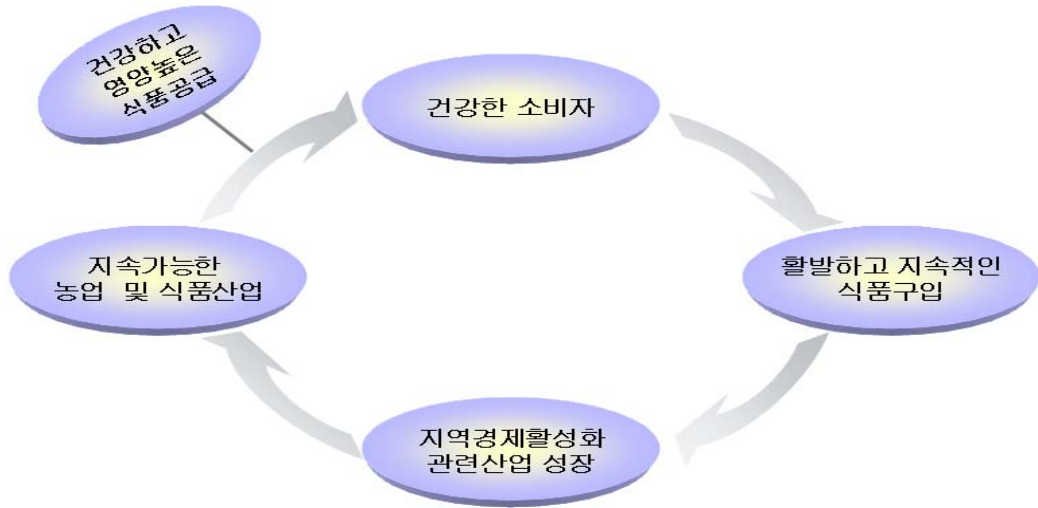 건강하고
영양높은
식품공급
건강한 소비자
지속가능한
농업 및 식품산업
활발하고 지속적인
식품구입
지역경제활성화
관련산업 성장